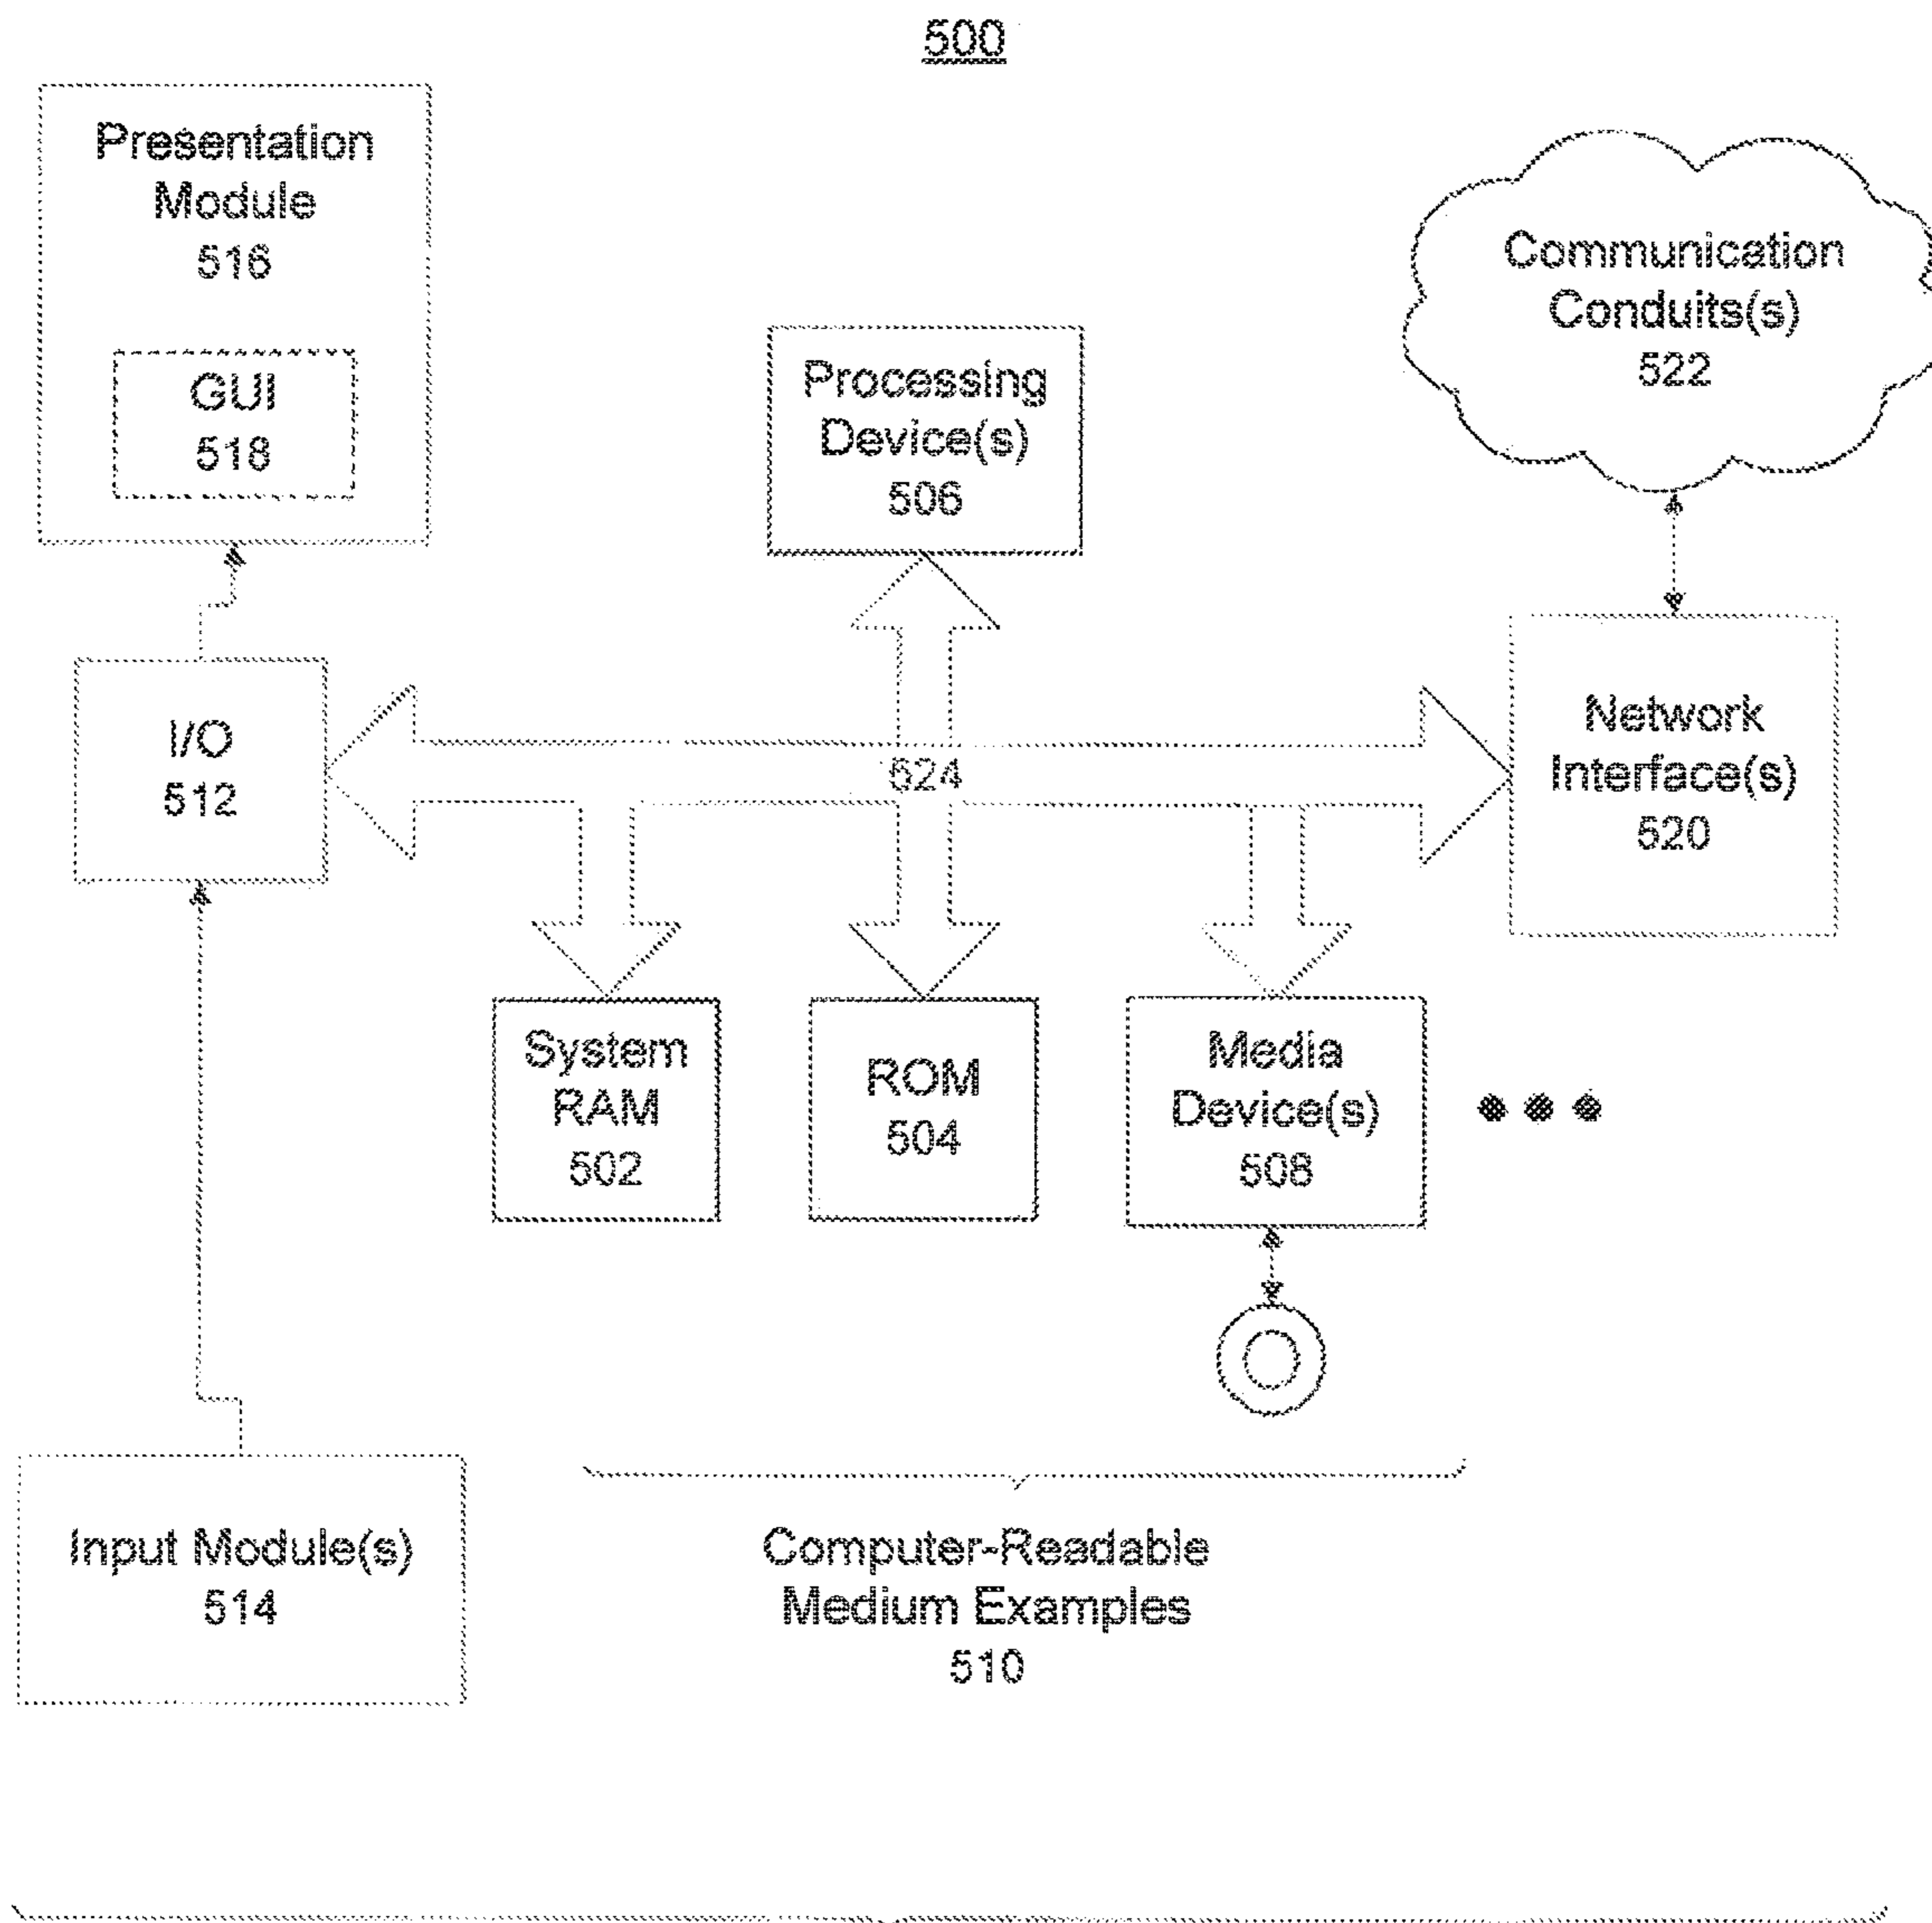 500
Presentation
Module
516
GUI
518
Processing
Device(s)
506
Communication
Conduits(s)
522
I/O
512
524
Network
Interface(s)
520
System
RAM
502
ROM
504
Media
Device(s)
508
Input Module(s)
514
Computer-Readable
Medium Examples
510